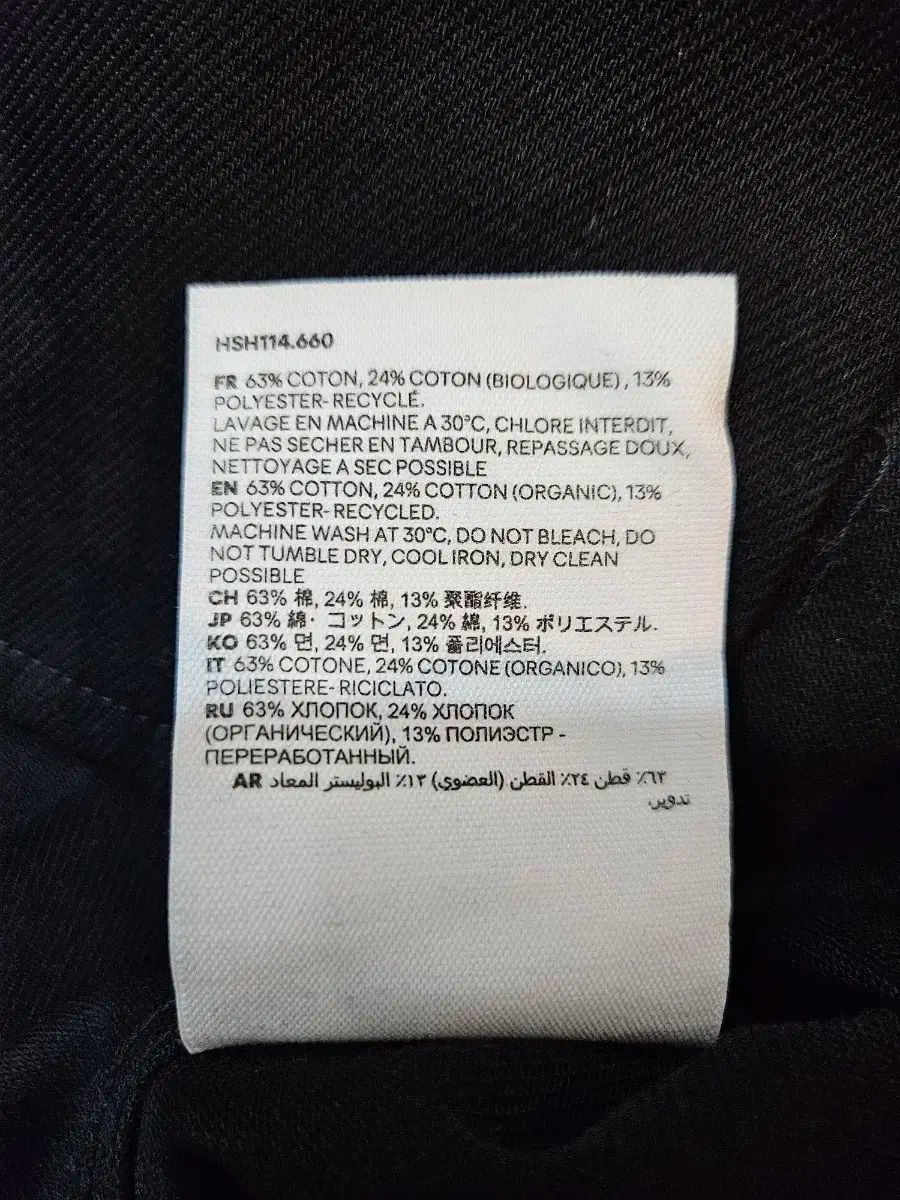 HSH114.660
FR 63% COTON, 24% COTON (BIOLOGIQUE), 13%
POLYESTER- RECYCLÉ.
LAVAGE EN MACHINE A 30°C, CHLORE INTERDIT,
NE PAS SECHER EN TAMBOUR, REPASSAGE DOUX,
NETTOYAGE A SEC POSSIBLE
EN 63% COTTON, 24% COTTON (ORGANIC), 13%
POLYESTER- RECYCLED.
MACHINE WASH AT 30°C, DO NOT BLEACH, DO
NOT TUMBLE DRY, COOL IRON, DRY CLEAN
POSSIBLE
CH 63% 棉, 24% 棉, 13% 聚酯纤维.
JP 63% 綿・コットン, 24% 綿, 13% ポリエステル.
KO 63% 면, 24% 면, 13% 폴리에스터.
IT 63% COTONE, 24% COTONE (ORGANICO), 13%
POLIESTERE- RICICLATO.
RU 63% ХЛОПОК, 24% ХЛОПОК
(ОРГАНИЧЕСКИЙ), 13% ПОЛИЭСТР -
ПЕРЕРАБОТАННЫЙ.
٦٣٪ قطن ٢٤٪ القطن (العضوي) ١٣٪ البوليستر المعاد AR
تدويره